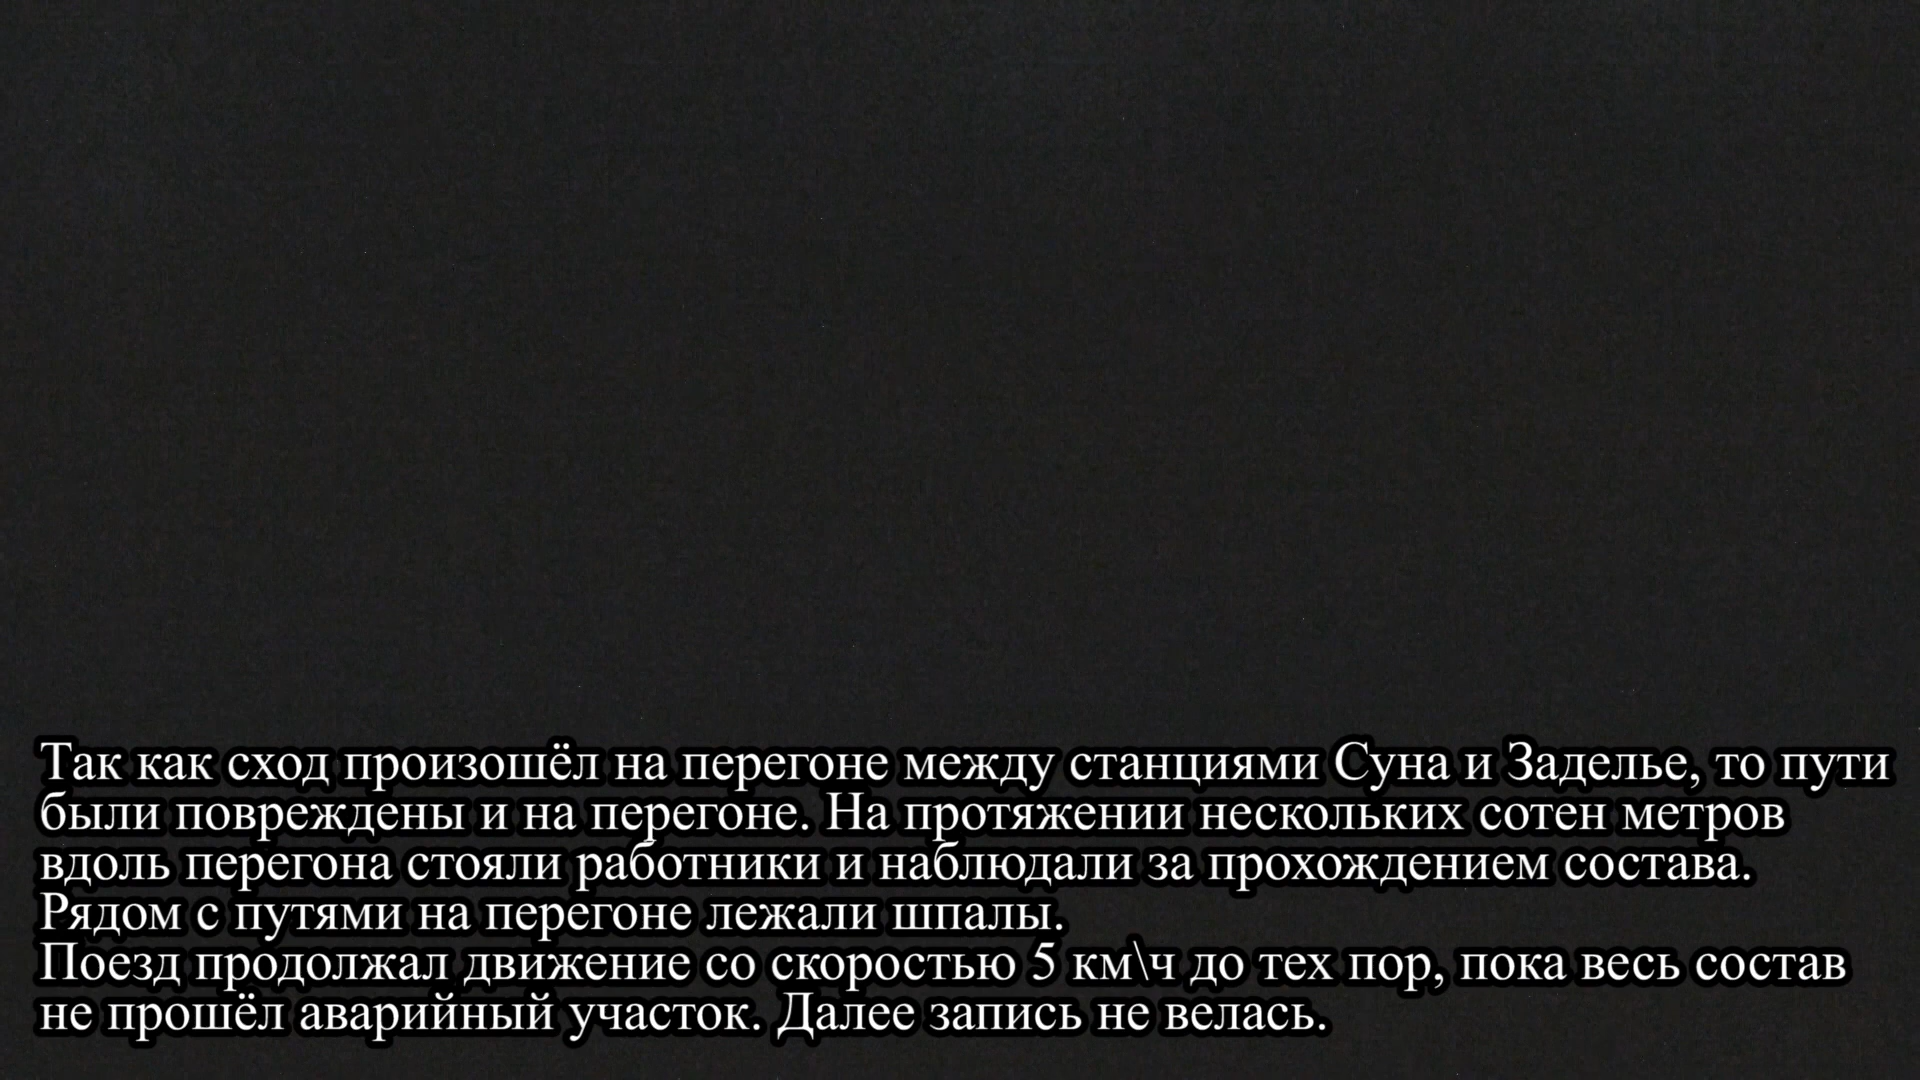 Так как сход произошёл на перегоне между станциями Суна и Заделье, то пути
были повреждены и на перегоне. На протяжении нескольких сотен метров
вдоль перегона стояли работники и наблюдали за прохождением состава.
Рядом с путями на перегоне лежали шпалы.
Поезд продолжал движение со скоростью 5 км\ч до тех пор, пока весь состав
не прошёл аварийный участок. Далее запись не велась.